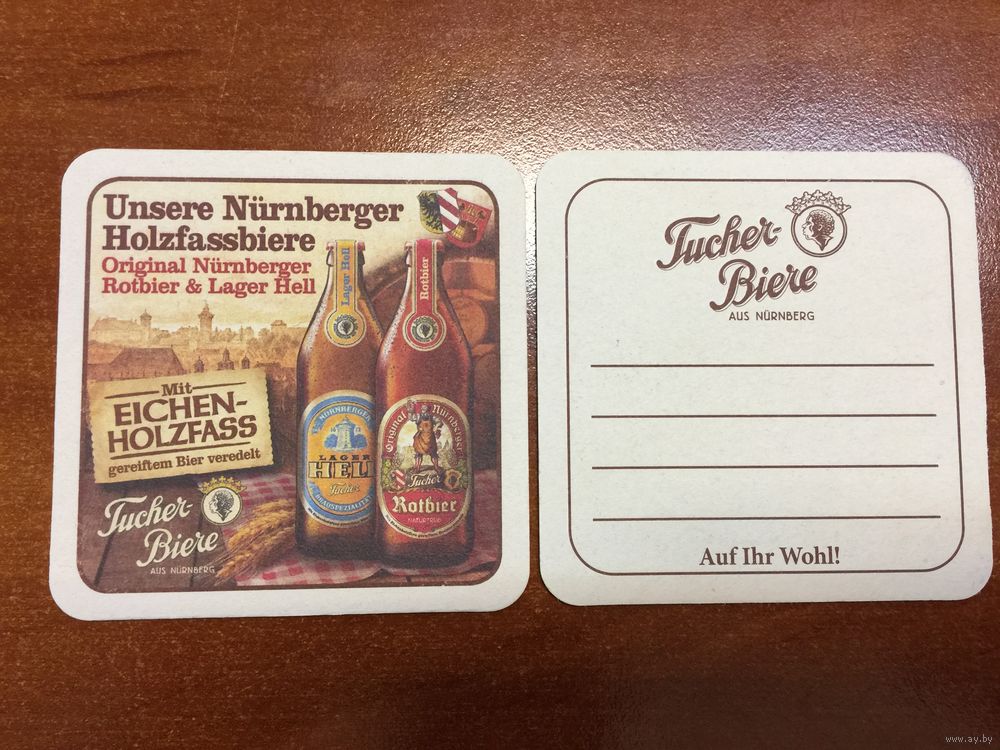 Unsere Nürnberger
Holzfassbiere
Original Nürnberger
Rotbier & Lager Hell
Mit
EICHEN-
HOLZFASS
gereiftem Bier veredelt
Tucher-
Biere
AUS NÜRNBERG
Lager Hell
NÜRNBERGER
LAGER
HELL
Tucher
BRAUSPEZIALITÄT
Rotbier
Original Nürnberger
Tucher
Rotbier
NATURTRÜB
Tucher-
Biere
AUS NÜRNBERG
Auf Ihr Wohl!
www.ay.by